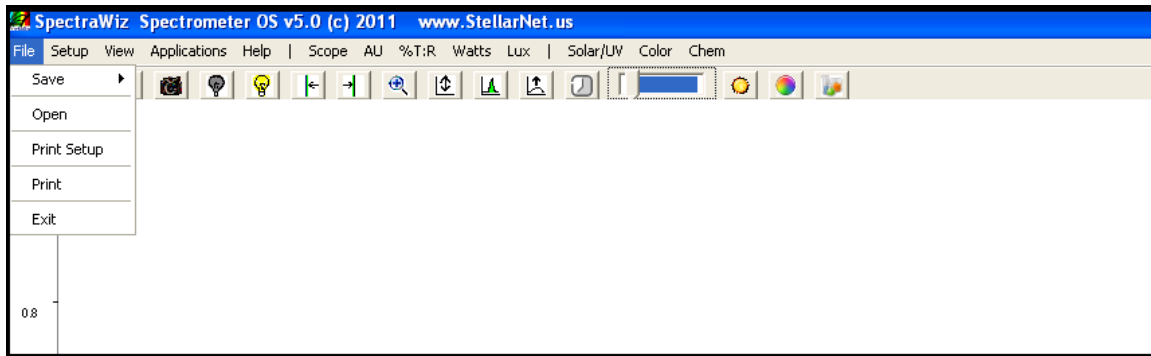 SpectraWiz Spectrometer OS v5.0 (c) 2011 www.StellarNet.us
File Setup View Applications Help | Scope AU %T:R Watts Lux | Solar/UV Color Chem
Save
Open
Print Setup
Print
Exit
0.8